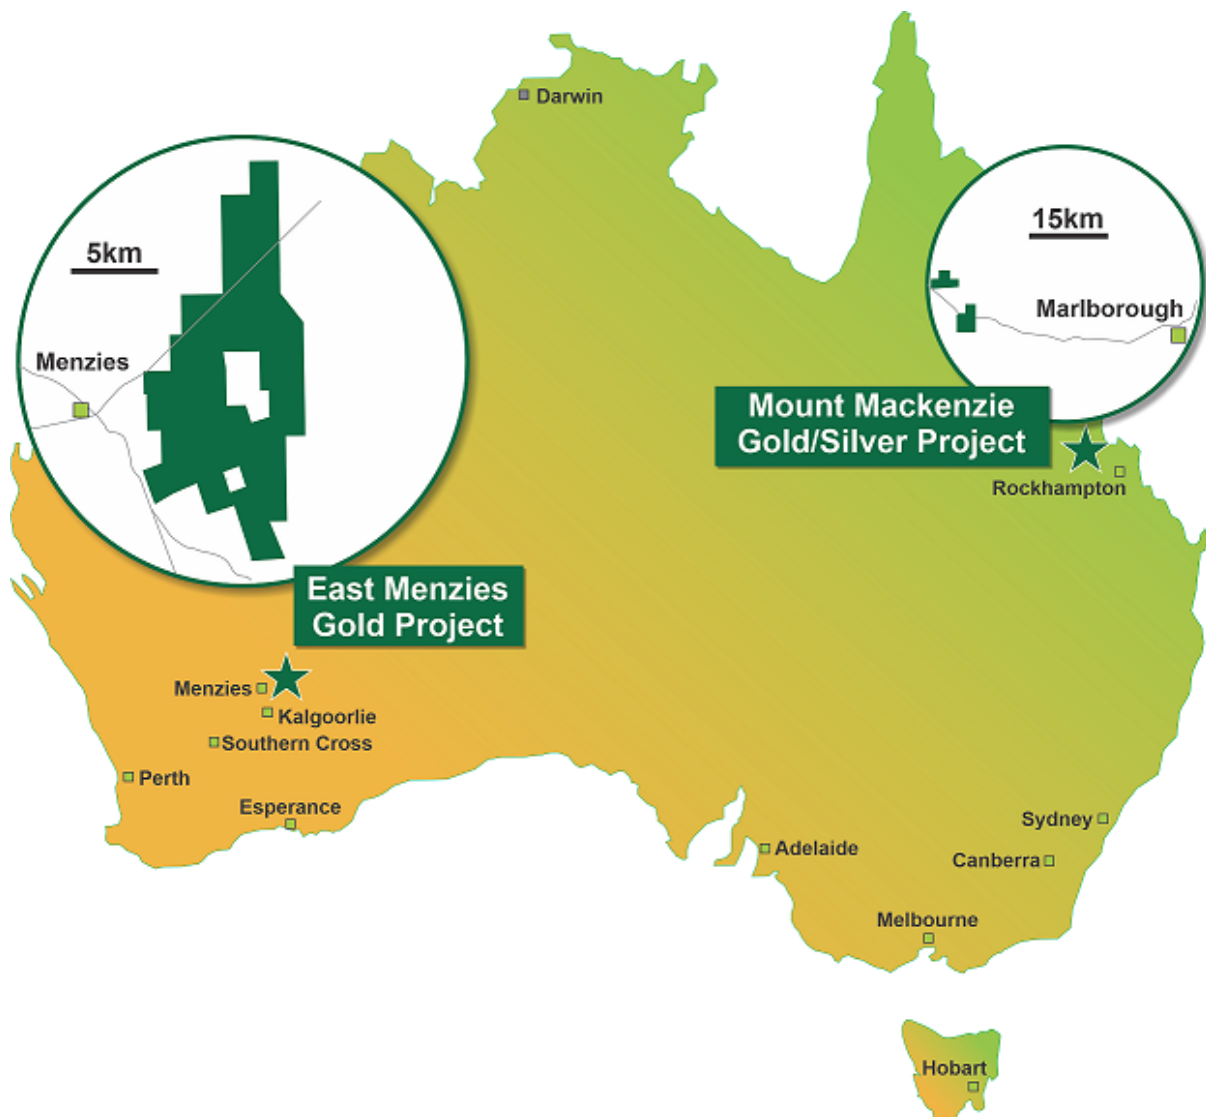 Darwin
5km
Menzies
15km
Marlborough
Mount Mackenzie
Gold/Silver Project
Rockhampton
East Menzies
Gold Project
Menzies
Kalgoorlie
Southern Cross
Perth
Esperance
Sydney
Adelaide
Canberra
Melbourne
Hobart